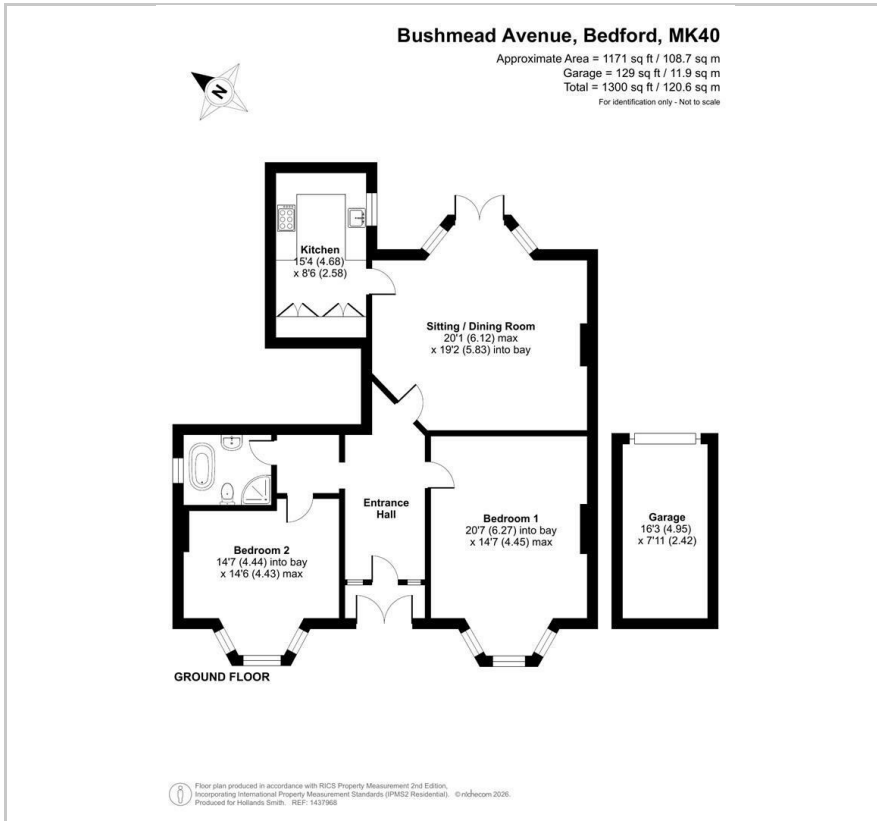 Bushmead Avenue, Bedford, MK40
Approximate Area = 1171 sq ft / 108.7 sq m
Garage = 129 sq ft / 11.9 sq m
Total = 1300 sq ft / 120.6 sq m
For identification only - Not to scale
N
Kitchen
15'4 (4.68)
x 8'6 (2.58)
Sitting / Dining Room
20'1 (6.12) max
x 19'2 (5.83) into bay
Entrance
Hall
Bedroom 1
20'7 (6.27) into bay
x 14'7 (4.45) max
Garage
16'3 (4.95)
x 7'11 (2.42)
Bedroom 2
14'7 (4.44) into bay
x 14'6 (4.43) max
GROUND FLOOR
Floor plan produced in accordance with RICS Property Measurement 2nd Edition,
Incorporating International Property Measurement Standards (IPMS2 Residential). © nichecom 2026.
Produced for Hollands Smith. REF: 1437968